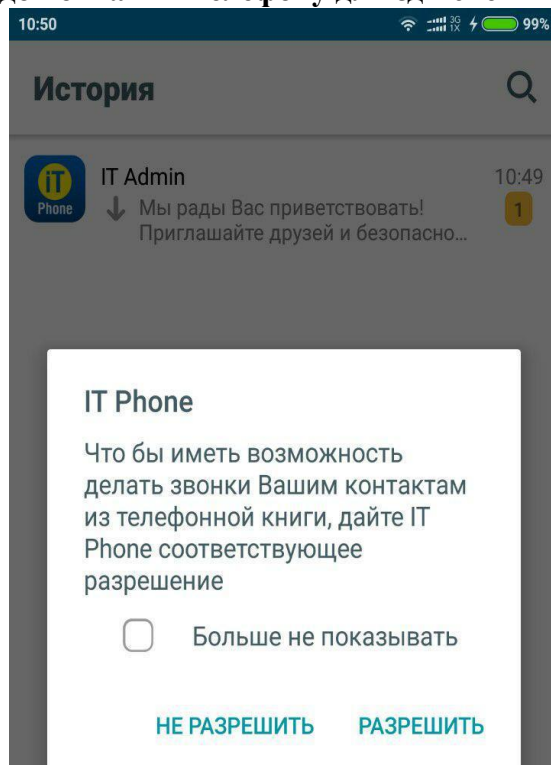 10:50
3G
1X
99%
История
iT
Phone
IT Admin
10:49
Мы рады Вас приветствовать!
1
Приглашайте друзей и безопасно...
IT Phone
Что бы иметь возможность
делать звонки Вашим контактам
из телефонной книги, дайте IT
Phone соответствующее
разрешение
Больше не показывать
НЕ РАЗРЕШИТЬ РАЗРЕШИТЬ